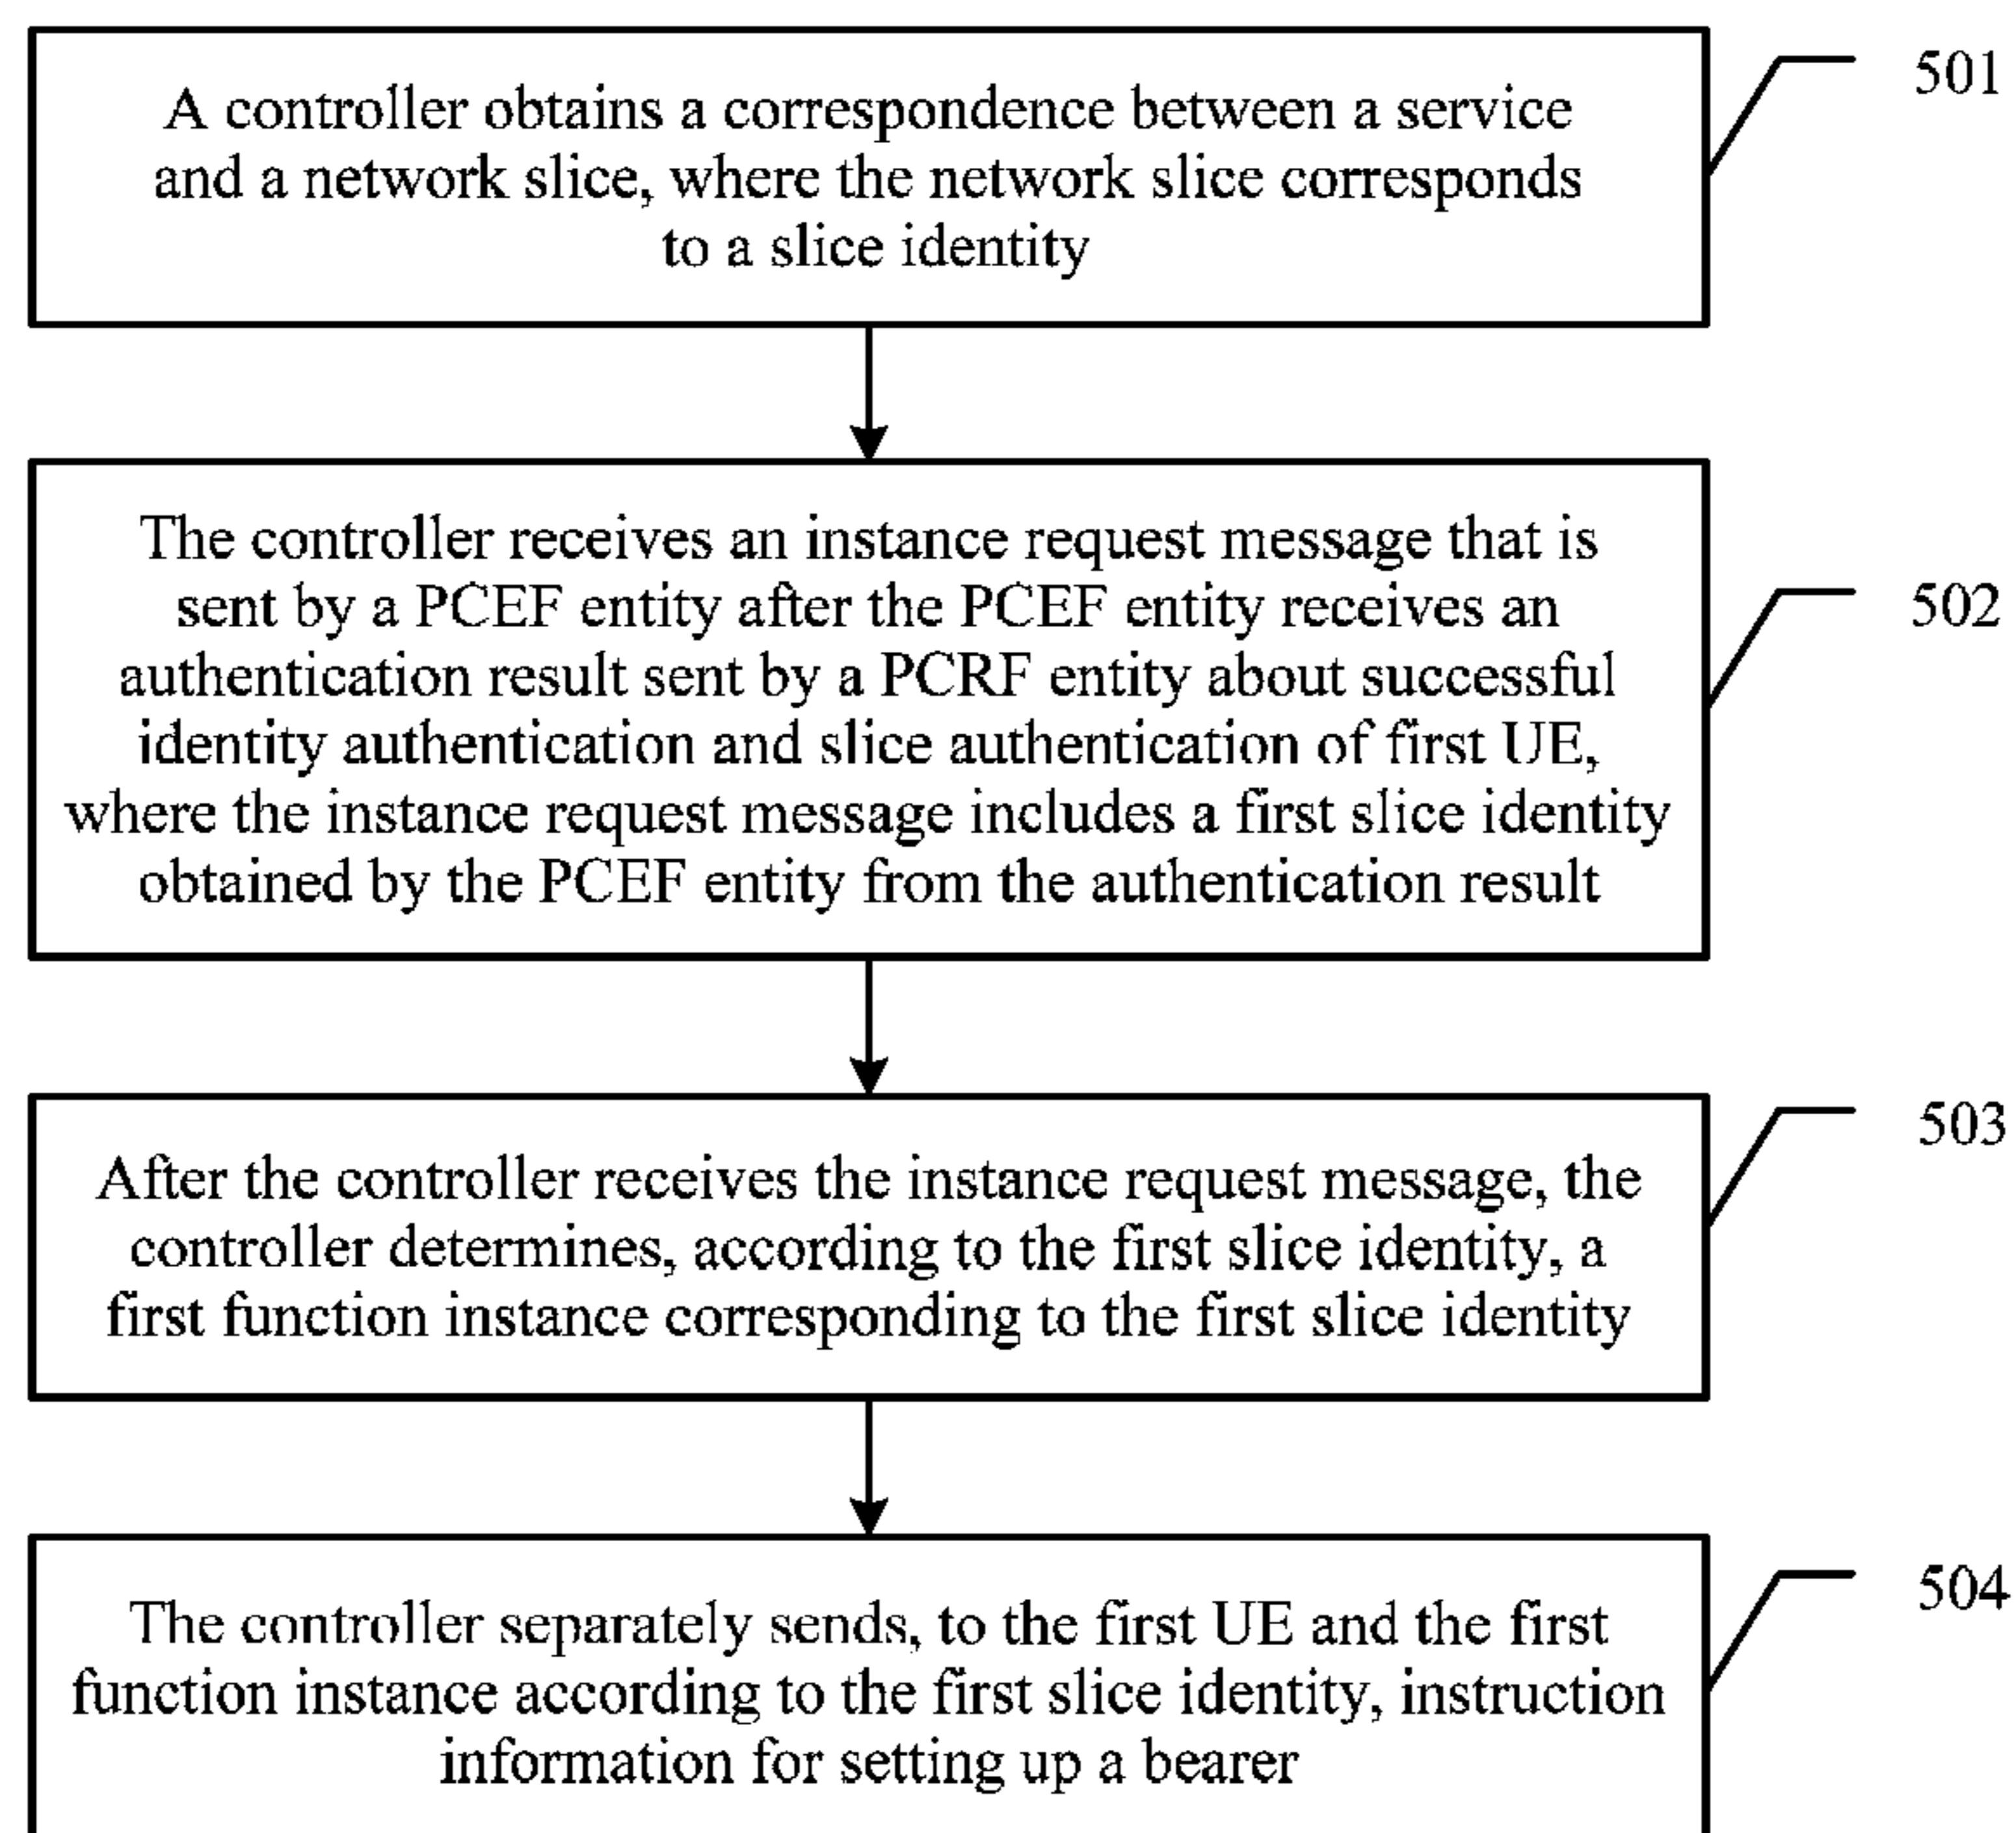 A controller obtains a correspondence between a service
and a network slice, where the network slice corresponds
to a slice identity
501
The controller receives an instance request message that is
sent by a PCEF entity after the PCEF entity receives an
authentication result sent by a PCRF entity about successful
identity authentication and slice authentication of first UE,
where the instance request message includes a first slice identity
obtained by the PCEF entity from the authentication result
502
After the controller receives the instance request message, the
controller determines, according to the first slice identity, a
first function instance corresponding to the first slice identity
503
The controller separately sends, to the first UE and the first
function instance according to the first slice identity, instruction
information for setting up a bearer
504